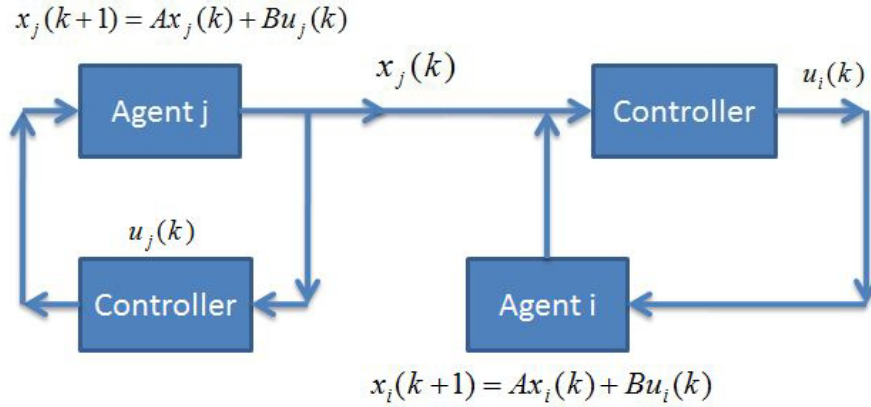 x_j(k+1) = Ax_j(k) + Bu_j(k)
x_j(k)
u_i(k)
Agent j
Controller
u_j(k)
Controller
Agent i
x_i(k+1) = Ax_i(k) + Bu_i(k)